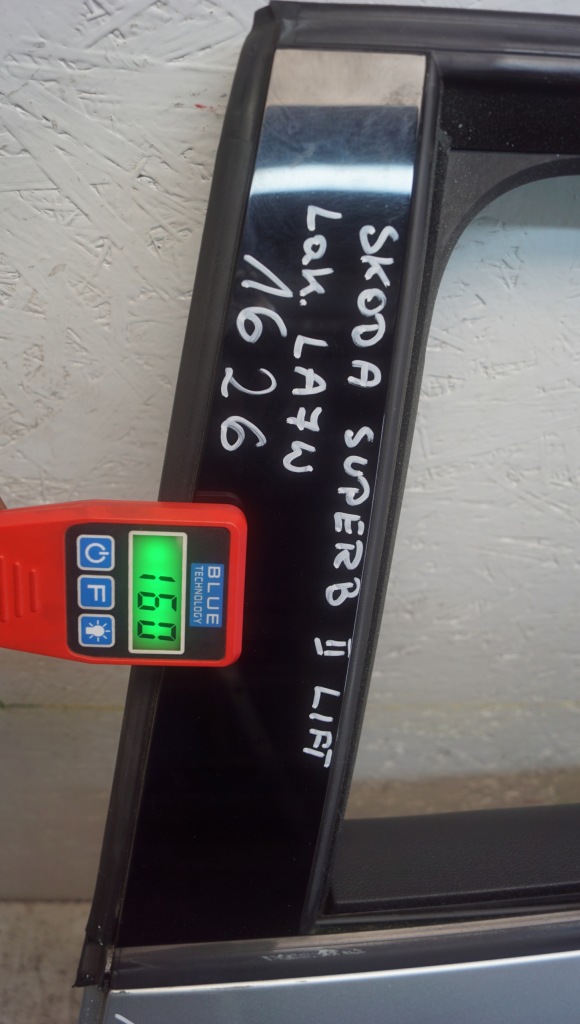 SKODA SUPERB II LIFT
Lak. LA7W
1626
BLUE
TECHNOLOGY
160
F